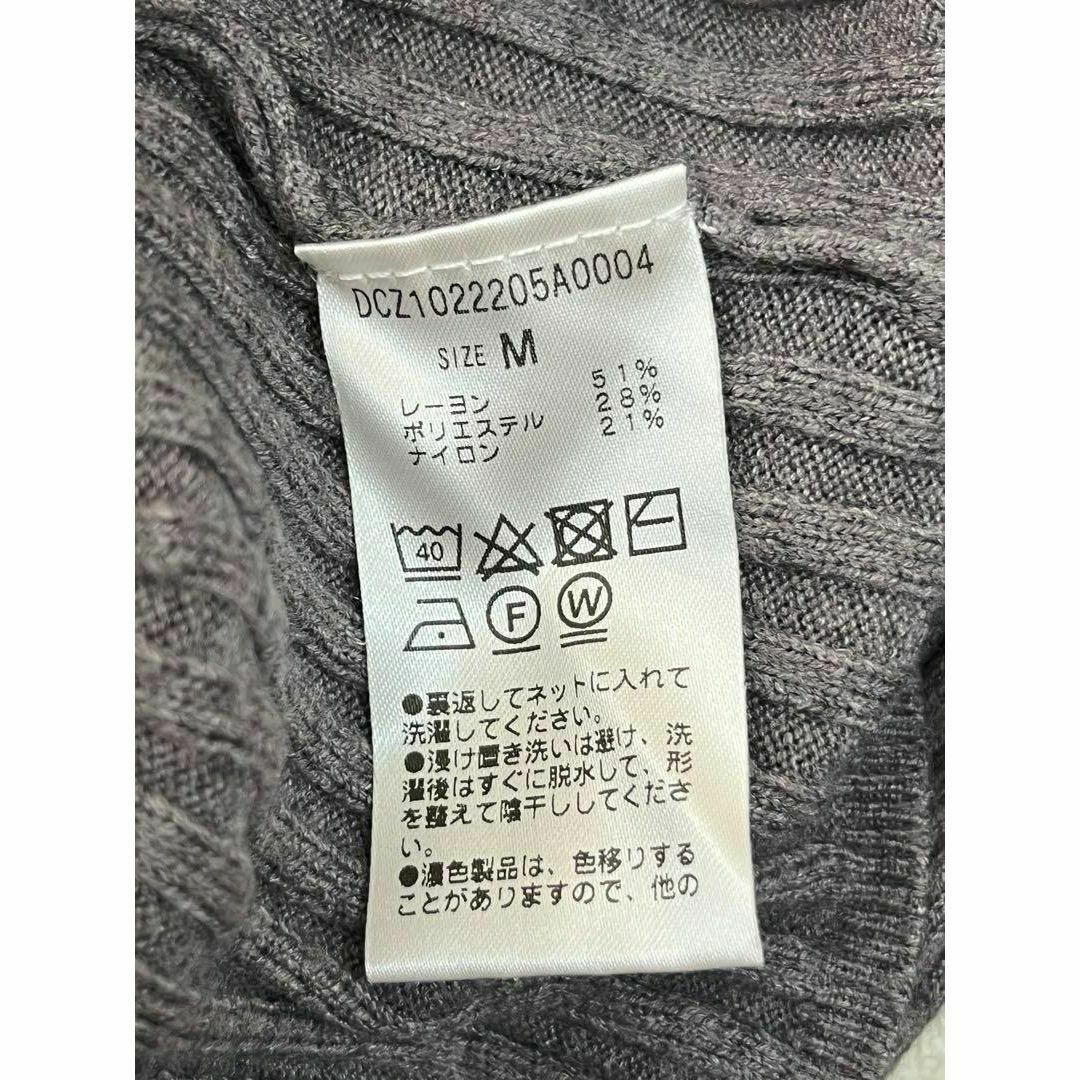 DCZ1022205A0004
SIZE M
レーヨン 51%
ポリエステル 28%
ナイロン 21%
40
F W
●裏返してネットに入れて
洗濯してください。
●浸け置き洗いは避け、洗
濯後はすぐに脱水して、形
を整えて陰干ししてくださ
い。
●濃色製品は、色移りする
ことがありますので、他の